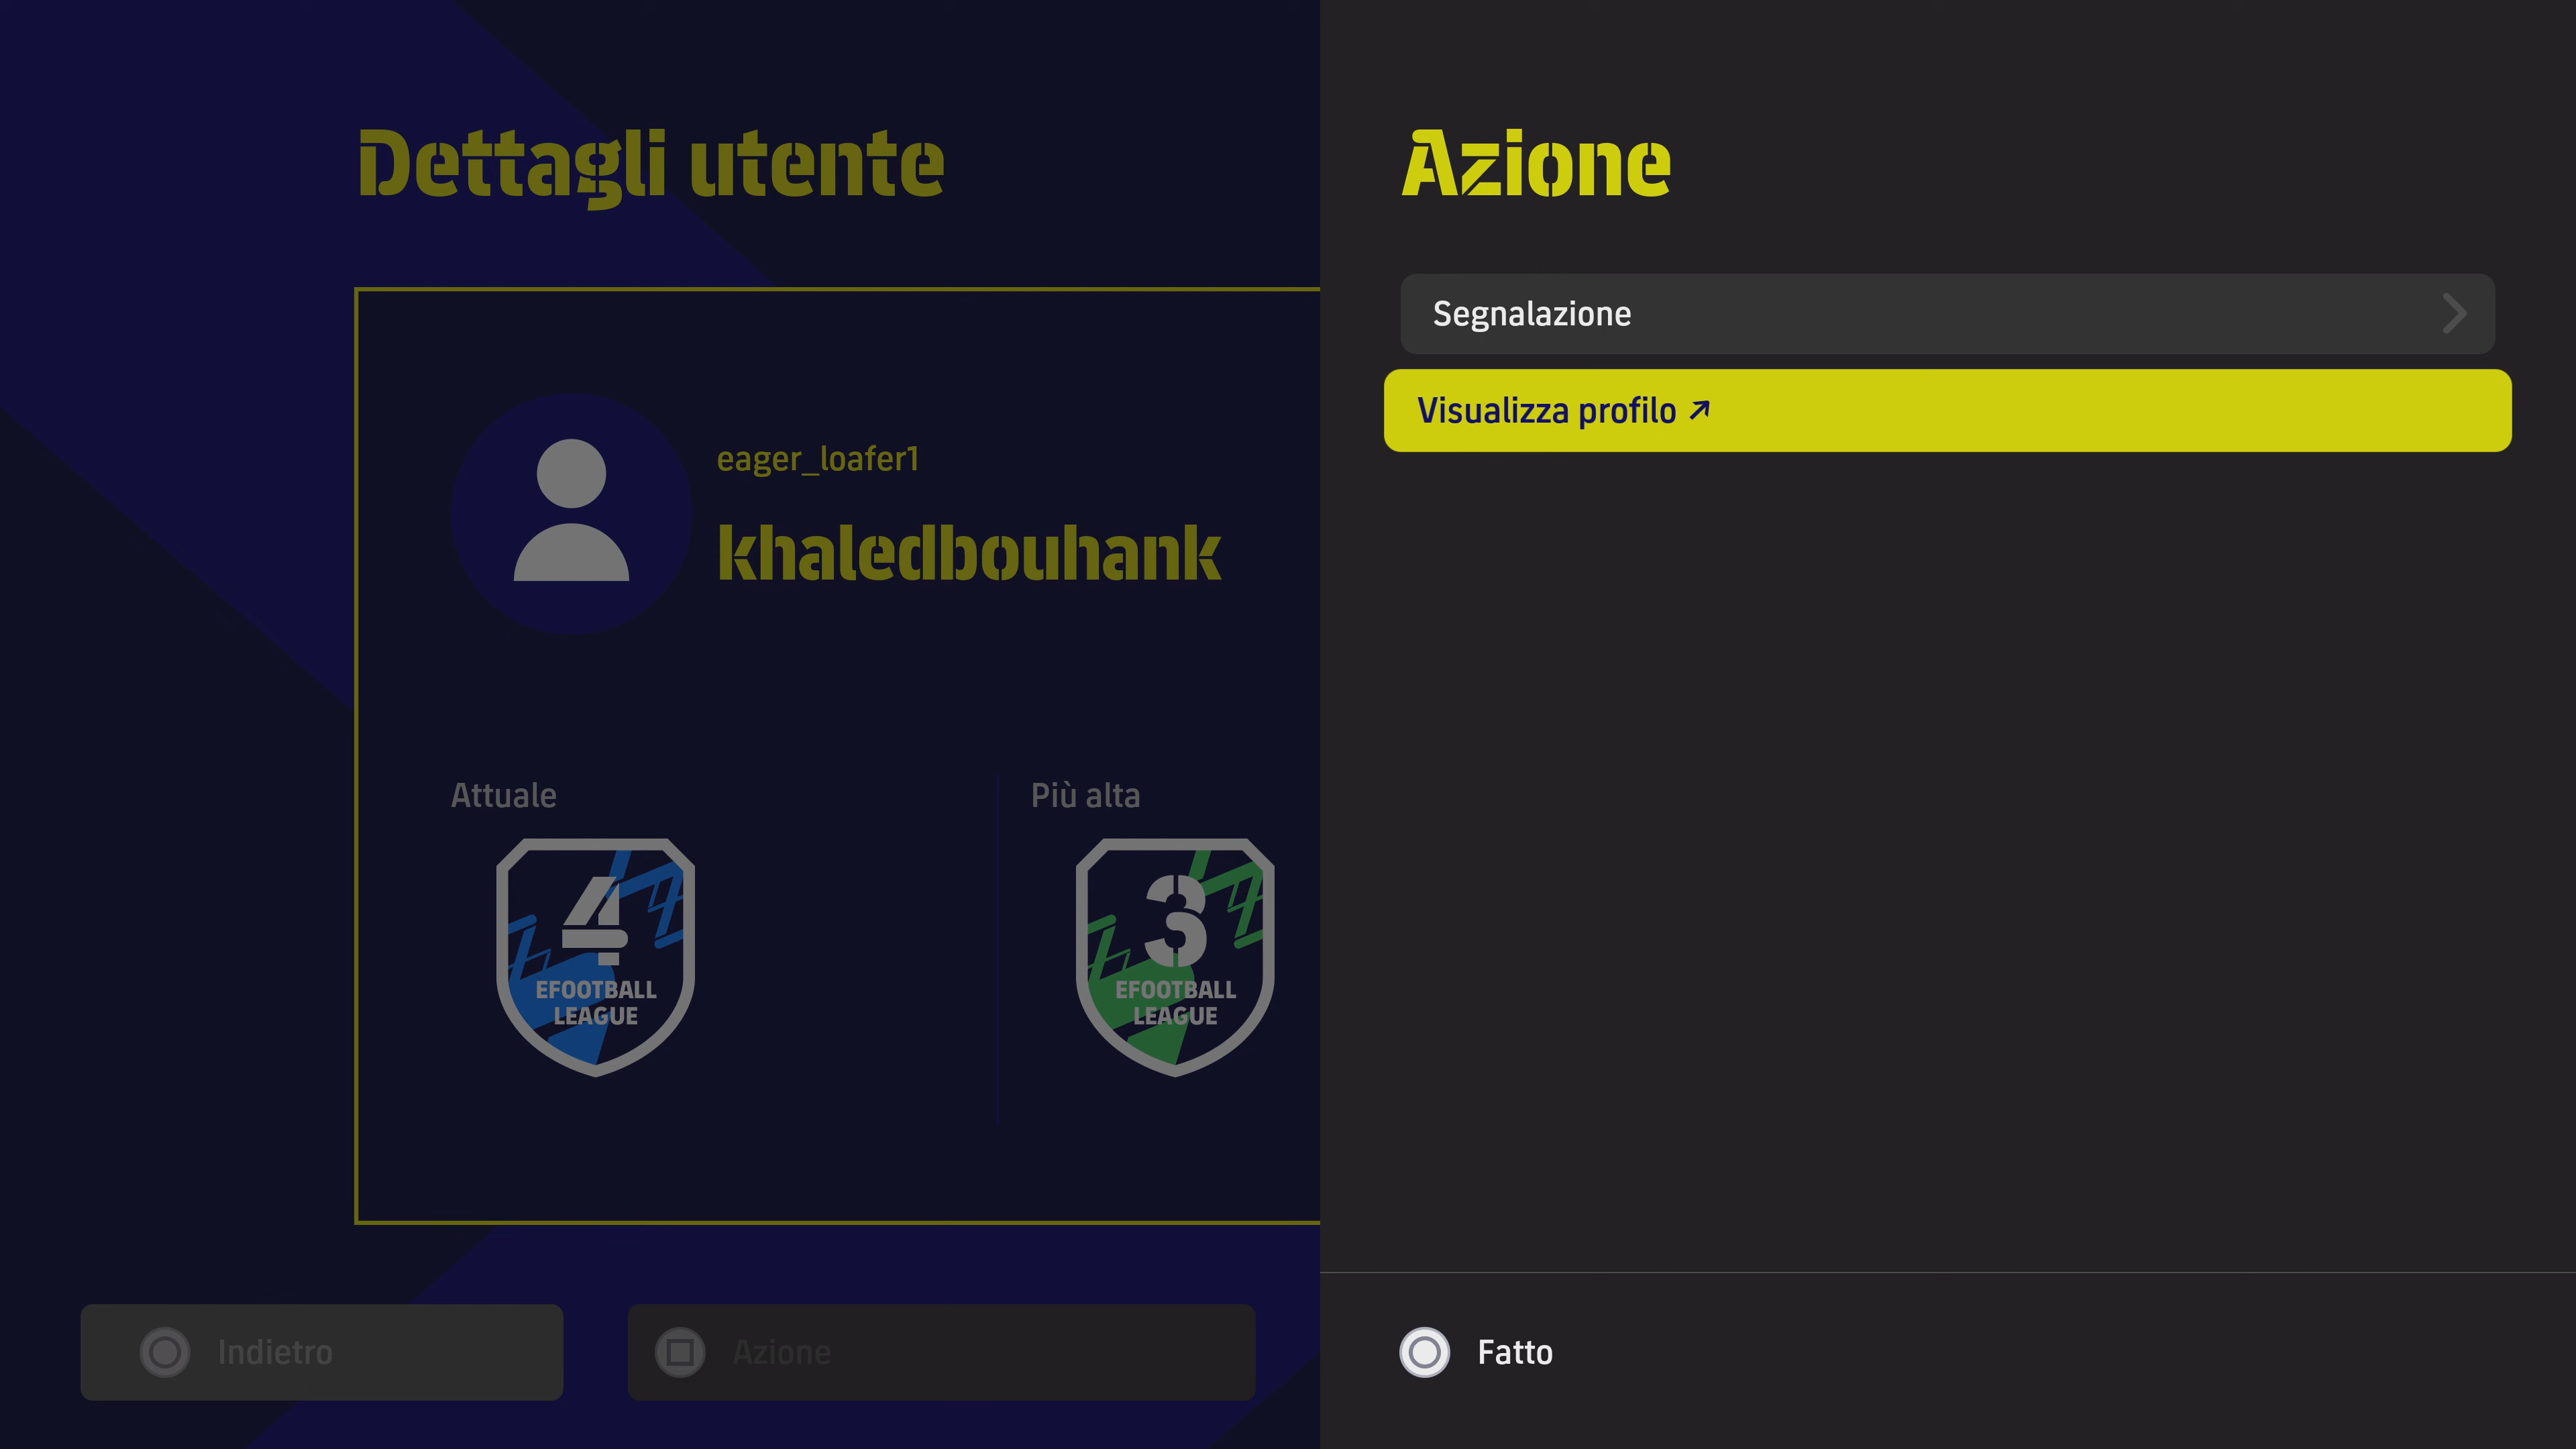 Dettagli utente
eager_loafer1
khaledbouhank
Attuale
4
EFOOTBALL
LEAGUE
Più alta
3
EFOOTBALL
LEAGUE
Indietro
Azione
Azione
Segnalazione
Visualizza profilo ↗
Fatto